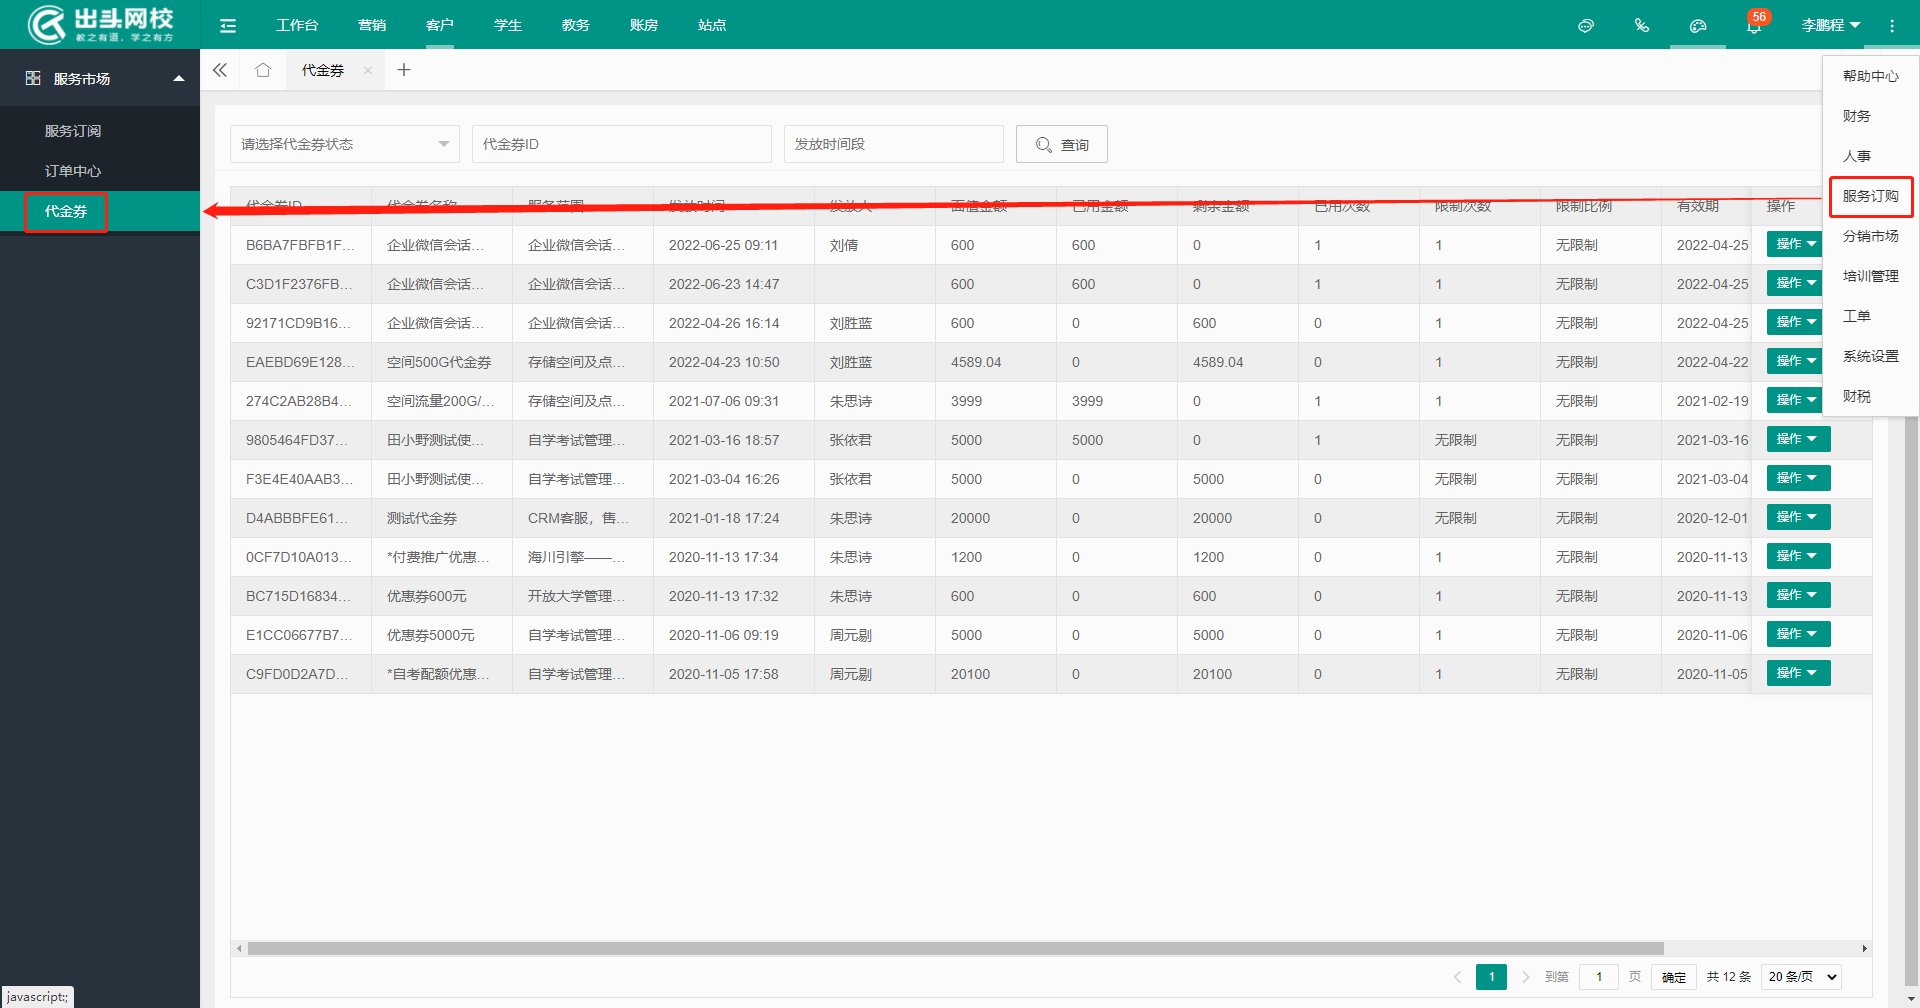 出头网校
教之有道，学之有方
工作台 营销 客户 学生 教务 账房 站点
56
李鹏程
服务市场
服务订阅
订单中心
代金券
代金券
帮助中心
财务
人事
服务订购
分销市场
培训管理
工单
系统设置
财税
请选择代金券状态 代金券ID 发放时间段 查询
代金券ID 代金券名称 服务范围 发放时间 发放人 面值金额 已用金额 剩余金额 已用次数 限制次数 限制比例 有效期 操作
B6BA7FBFB1F... 企业微信会话... 企业微信会话... 2022-06-25 09:11 刘倩 600 600 0 1 1 无限制 2022-04-25 操作
C3D1F2376FB... 企业微信会话... 企业微信会话... 2022-06-23 14:47 600 600 0 1 1 无限制 2022-04-25 操作
92171CD9B16... 企业微信会话... 企业微信会话... 2022-04-26 16:14 刘胜蓝 600 0 600 0 1 无限制 2022-04-25 操作
EAEBD69E128... 空间500G代金券 存储空间及点... 2022-04-23 10:50 刘胜蓝 4589.04 0 4589.04 0 1 无限制 2022-04-22 操作
274C2AB28B4... 空间流量200G/... 存储空间及点... 2021-07-06 09:31 朱思诗 3999 3999 0 1 1 无限制 2021-02-19 操作
9805464FD37... 田小野测试使... 自学考试管理... 2021-03-16 18:57 张依君 5000 5000 0 1 无限制 无限制 2021-03-16 操作
F3E4E40AAB3... 田小野测试使... 自学考试管理... 2021-03-04 16:26 张依君 5000 0 5000 0 无限制 无限制 2021-03-04 操作
D4ABBBFE61... 测试代金券 CRM客服，售... 2021-01-18 17:24 朱思诗 20000 0 20000 0 无限制 无限制 2020-12-01 操作
0CF7D10A013... *付费推广优惠... 海川引擎——... 2020-11-13 17:34 朱思诗 1200 0 1200 0 1 无限制 2020-11-13 操作
BC715D16834... 优惠券600元 开放大学管理... 2020-11-13 17:32 朱思诗 600 0 600 0 1 无限制 2020-11-13 操作
E1CC06677B7... 优惠券5000元 自学考试管理... 2020-11-06 09:19 周元剔 5000 0 5000 0 1 无限制 2020-11-06 操作
C9FD0D2A7D... *自考配额优惠... 自学考试管理... 2020-11-05 17:58 周元剔 20100 0 20100 0 1 无限制 2020-11-05 操作
1 到第 1 页 确定 共 12 条 20 条/页
javascript:;